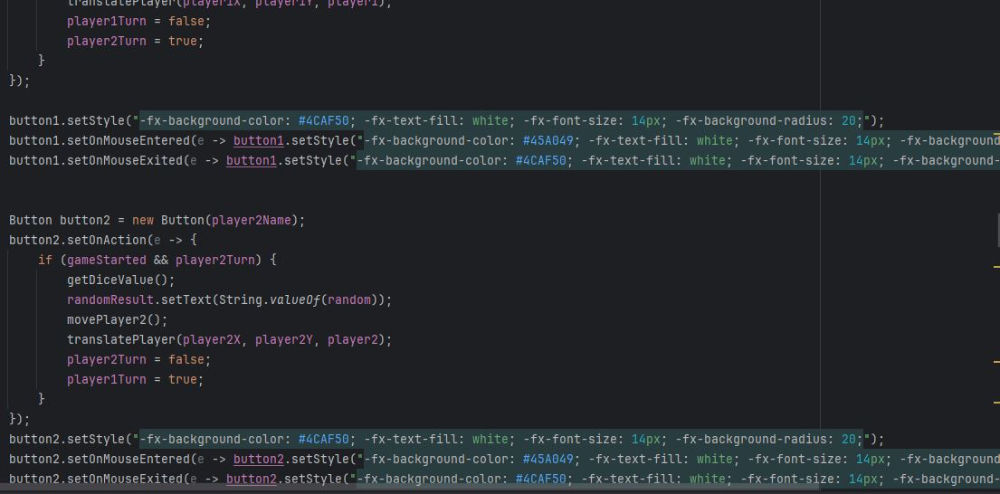 translatePlayer(player1X, player1Y, player1);
player1Turn = false;
player2Turn = true;
}
});
button1.setStyle("-fx-background-color: #4CAF50; -fx-text-fill: white; -fx-font-size: 14px; -fx-background-radius: 20;");
button1.setOnMouseEntered(e -> button1.setStyle("-fx-background-color: #45A049; -fx-text-fill: white; -fx-font-size: 14px; -fx-background
button1.setOnMouseExited(e -> button1.setStyle("-fx-background-color: #4CAF50; -fx-text-fill: white; -fx-font-size: 14px; -fx-background-
Button button2 = new Button(player2Name);
button2.setOnAction(e -> {
if (gameStarted && player2Turn) {
getDiceValue();
randomResult.setText(String.valueOf(random));
movePlayer2();
translatePlayer(player2X, player2Y, player2);
player2Turn = false;
player1Turn = true;
}
});
button2.setStyle("-fx-background-color: #4CAF50; -fx-text-fill: white; -fx-font-size: 14px; -fx-background-radius: 20;");
button2.setOnMouseEntered(e -> button2.setStyle("-fx-background-color: #45A049; -fx-text-fill: white; -fx-font-size: 14px; -fx-background
button2.setOnMouseExited(e -> button2.setStyle("-fx-background-color: #4CAF50; -fx-text-fill: white; -fx-font-size: 14px; -fx-background-